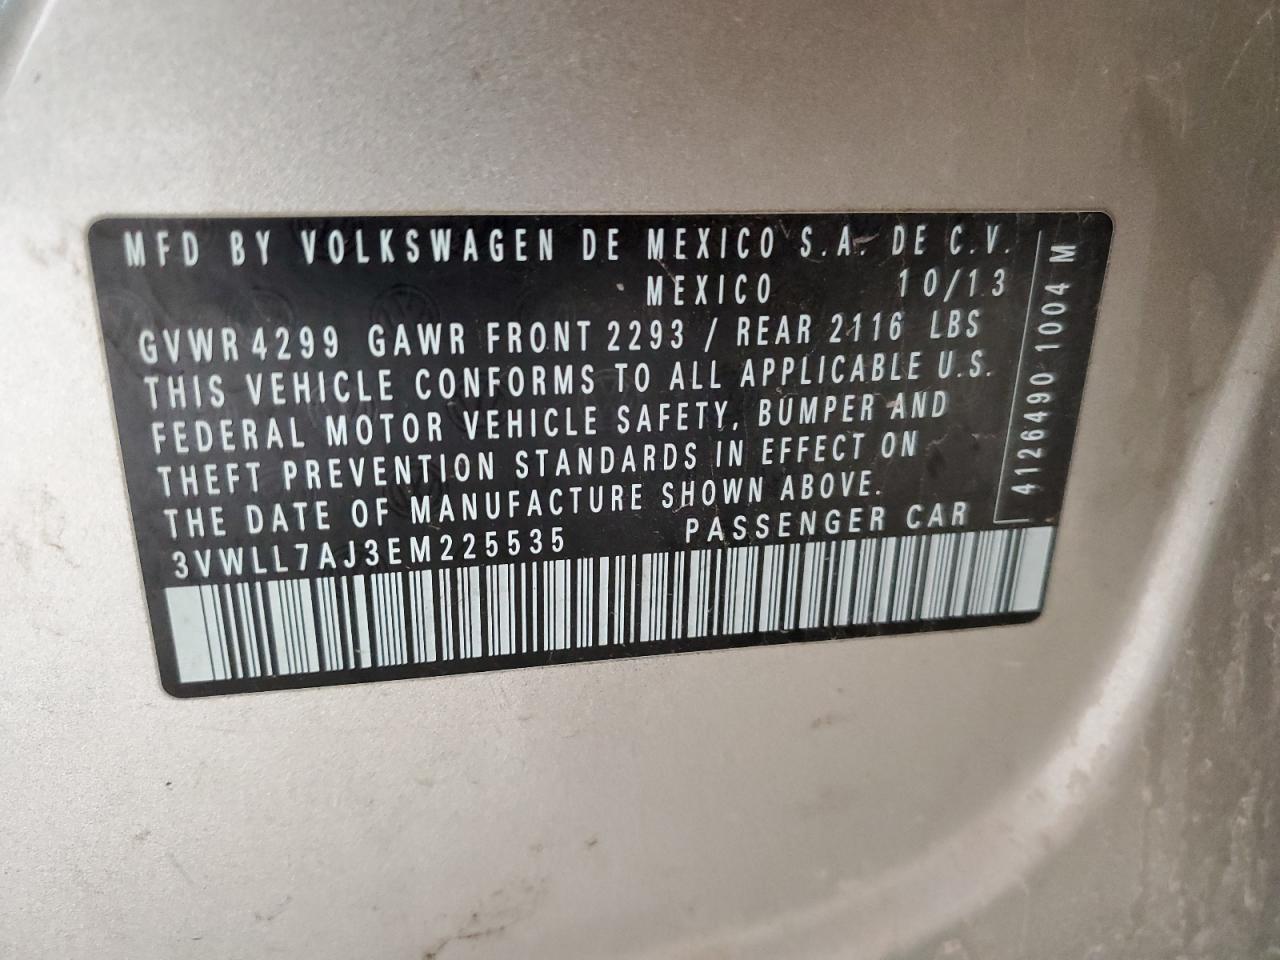 MFD BY VOLKSWAGEN DE MEXICO S.A. DE C.V.
MEXICO 10/13
GVWR 4299 GAWR FRONT 2293 / REAR 2116 LBS
THIS VEHICLE CONFORMS TO ALL APPLICABLE U.S.
FEDERAL MOTOR VEHICLE SAFETY, BUMPER AND
THEFT PREVENTION STANDARDS IN EFFECT ON
THE DATE OF MANUFACTURE SHOWN ABOVE.
3VWLL7AJ3EM225535 PASSENGER CAR
4126490 1004 M